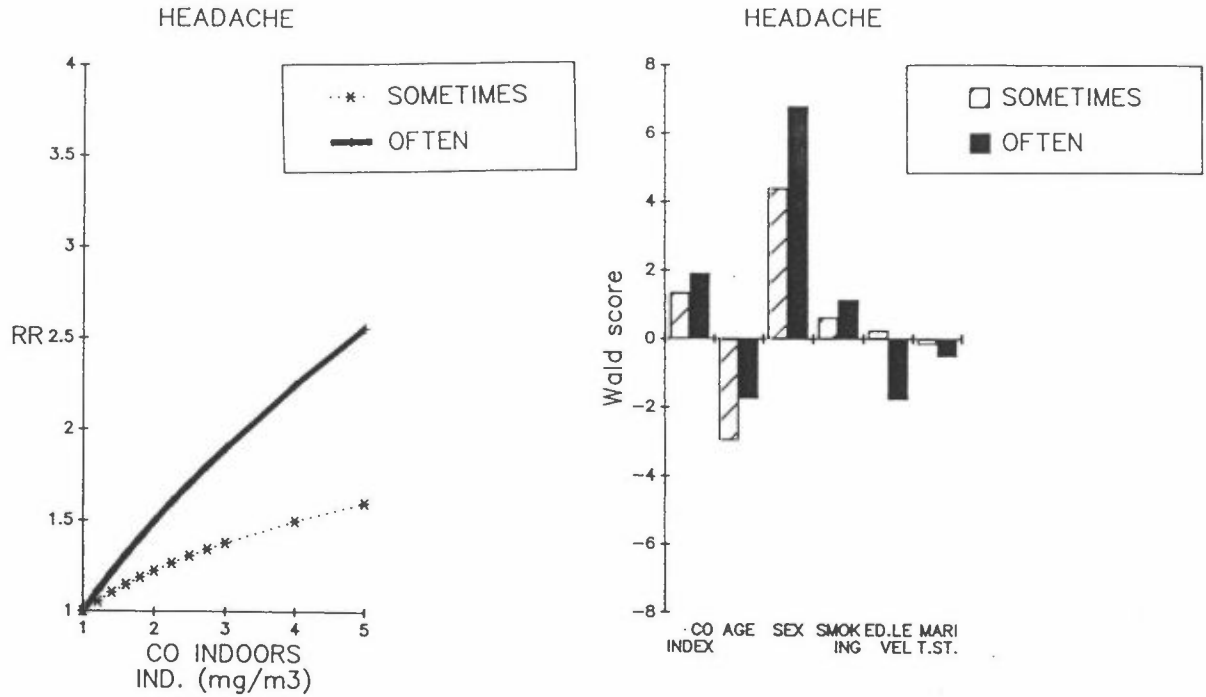 HEADACHE
4
3.5
3
RR 2.5
2
1.5
1
1 2 3 4 5
CO INDOORS
IND. (mg/m3)
SOMETIMES
OFTEN
HEADACHE
8
6
4
2
0
-2
-4
-6
-8
Wald score
SOMETIMES
OFTEN
CO AGE SEX SMOK ED.LE MARI
INDEX ING VEL T.ST.